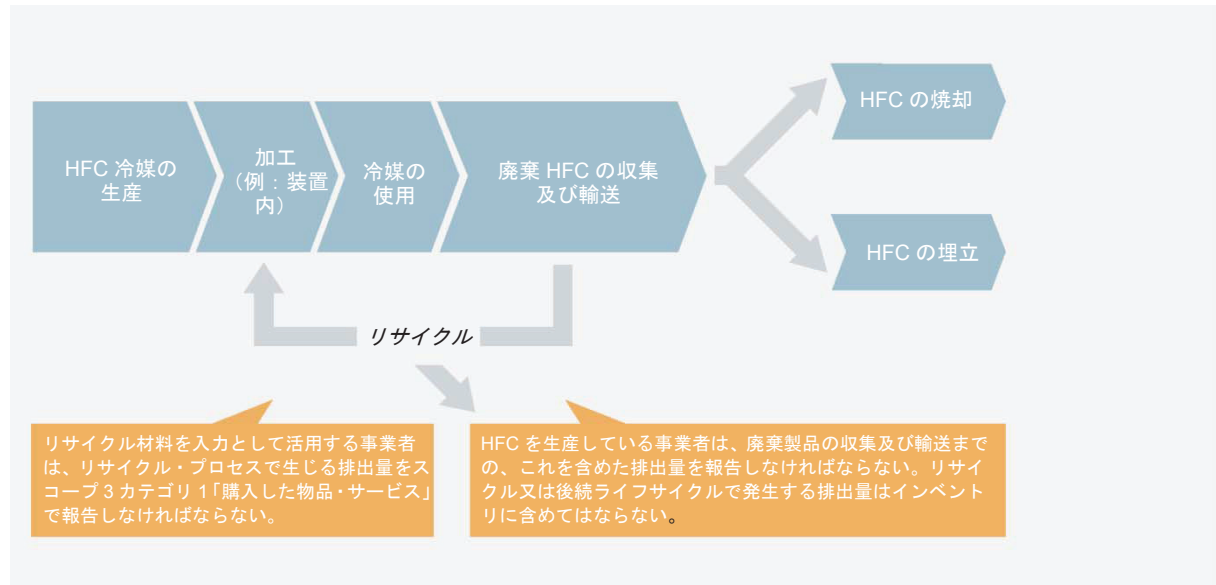 HFC 冷媒の
生産
加工
（例：装置
内）
冷媒の
使用
廃棄 HFC の収集
及び輸送
HFC の焼却
HFC の埋立
リサイクル
リサイクル材料を入力として活用する事業者
は、リサイクル・プロセスで生じる排出量をス
コープ 3 カテゴリ 1「購入した物品・サービス」
で報告しなければならない。
HFC を生産している事業者は、廃棄製品の収集及び輸送まで
の、これを含めた排出量を報告しなければならない。リサイ
クル又は後続ライフサイクルで発生する排出量はインベント
リに含めてはならない。